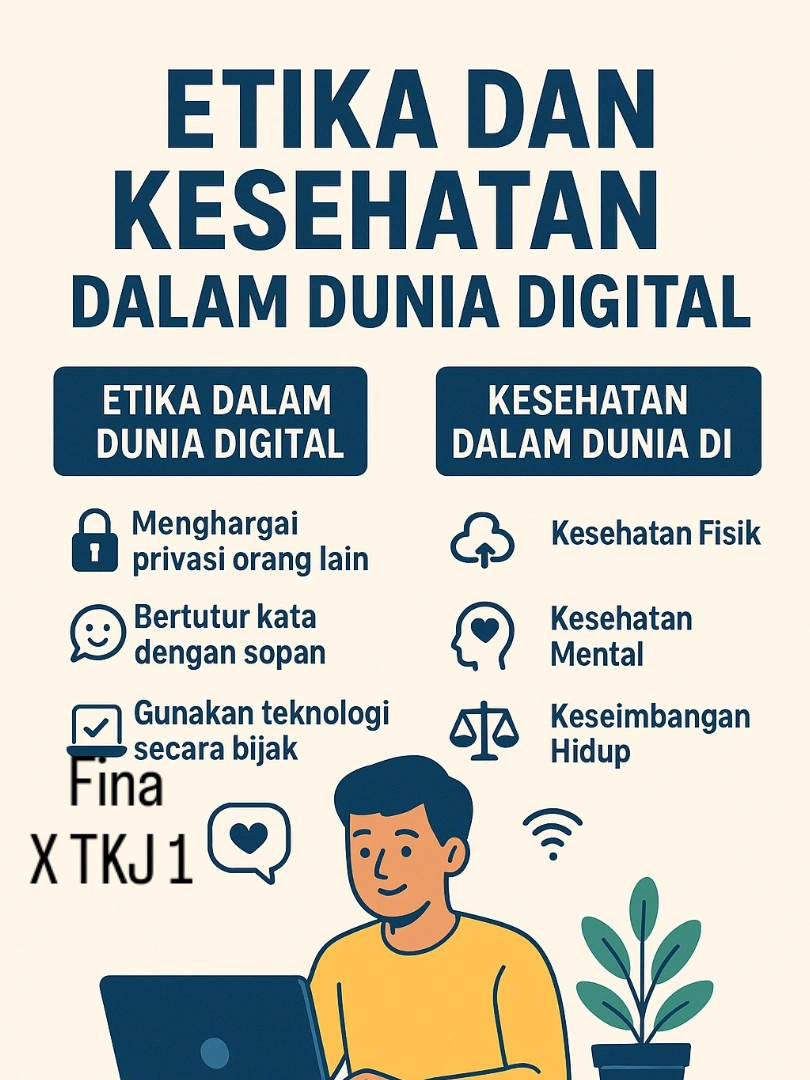 ETIKA DAN
KESEHATAN
DALAM DUNIA DIGITAL
ETIKA DALAM
DUNIA DIGITAL
Menghargai
privasi orang lain
Bertutur kata
dengan sopan
Gunakan teknologi
secara bijak
KESEHATAN
DALAM DUNIA DI
Kesehatan Fisik
Kesehatan
Mental
Keseimbangan
Hidup
Fina
X TKJ 1